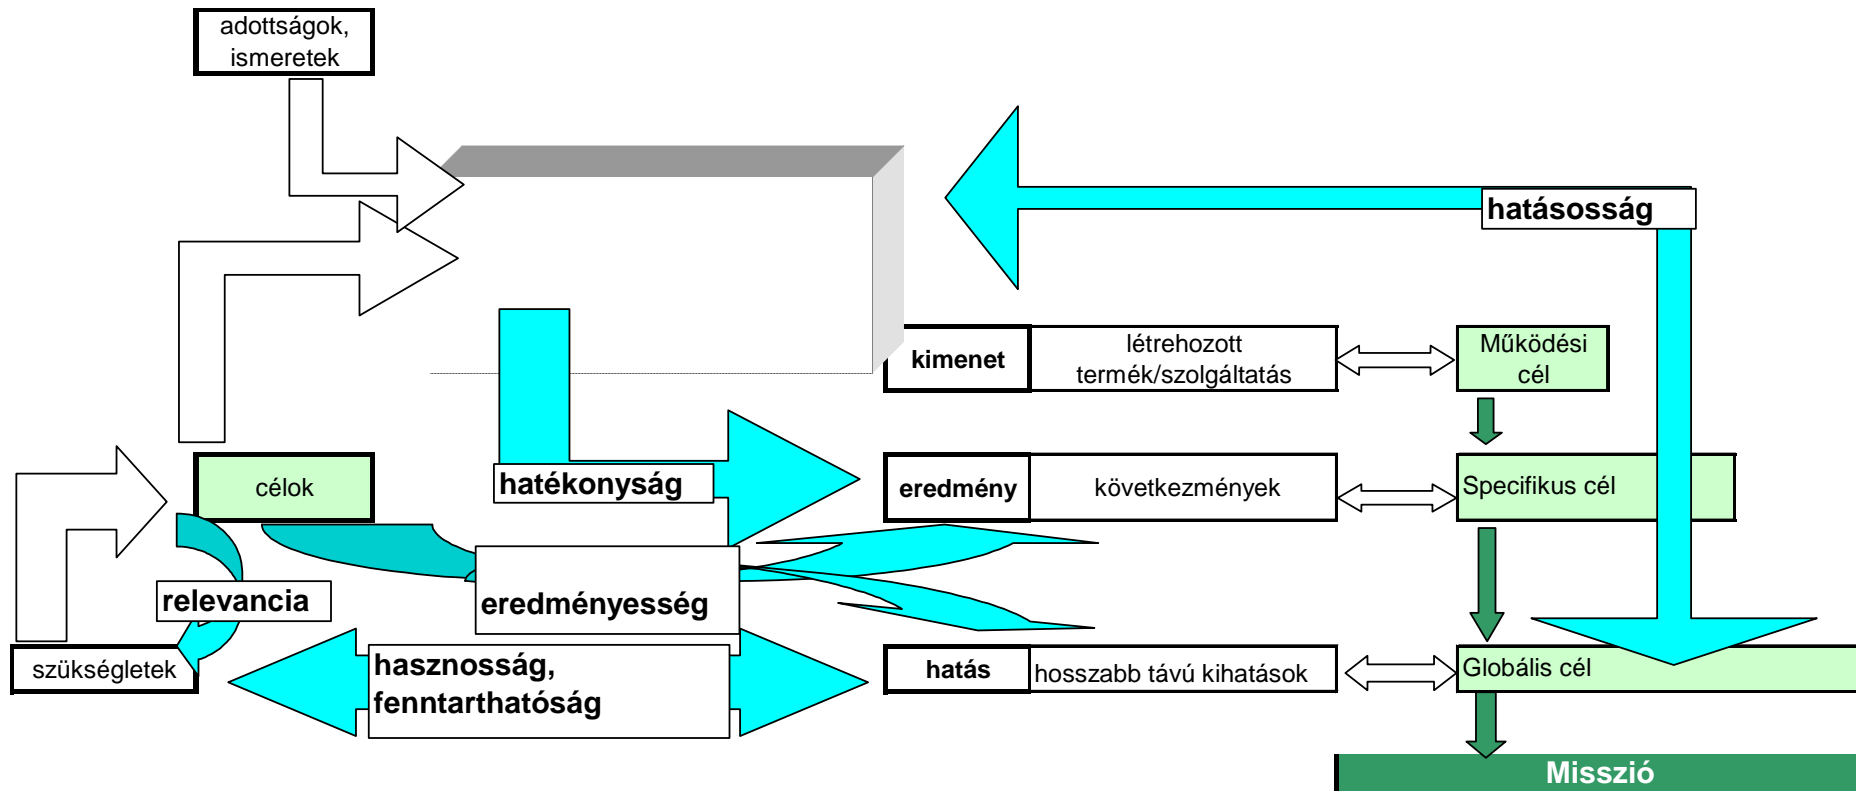 adottságok,
ismeretek
hatásosság
kimenet
létrehozott
termék/szolgáltatás
Működési
cél
célok
hatékonyság
eredmény
következmények
Specifikus cél
relevancia
eredményesség
szükségletek
hasznosság,
fenntarthatóság
hatás
hosszabb távú kihatások
Globális cél
Misszió